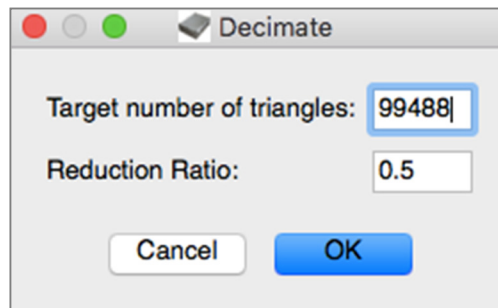 Decimate
Target number of triangles: 99488
Reduction Ratio: 0.5
Cancel OK